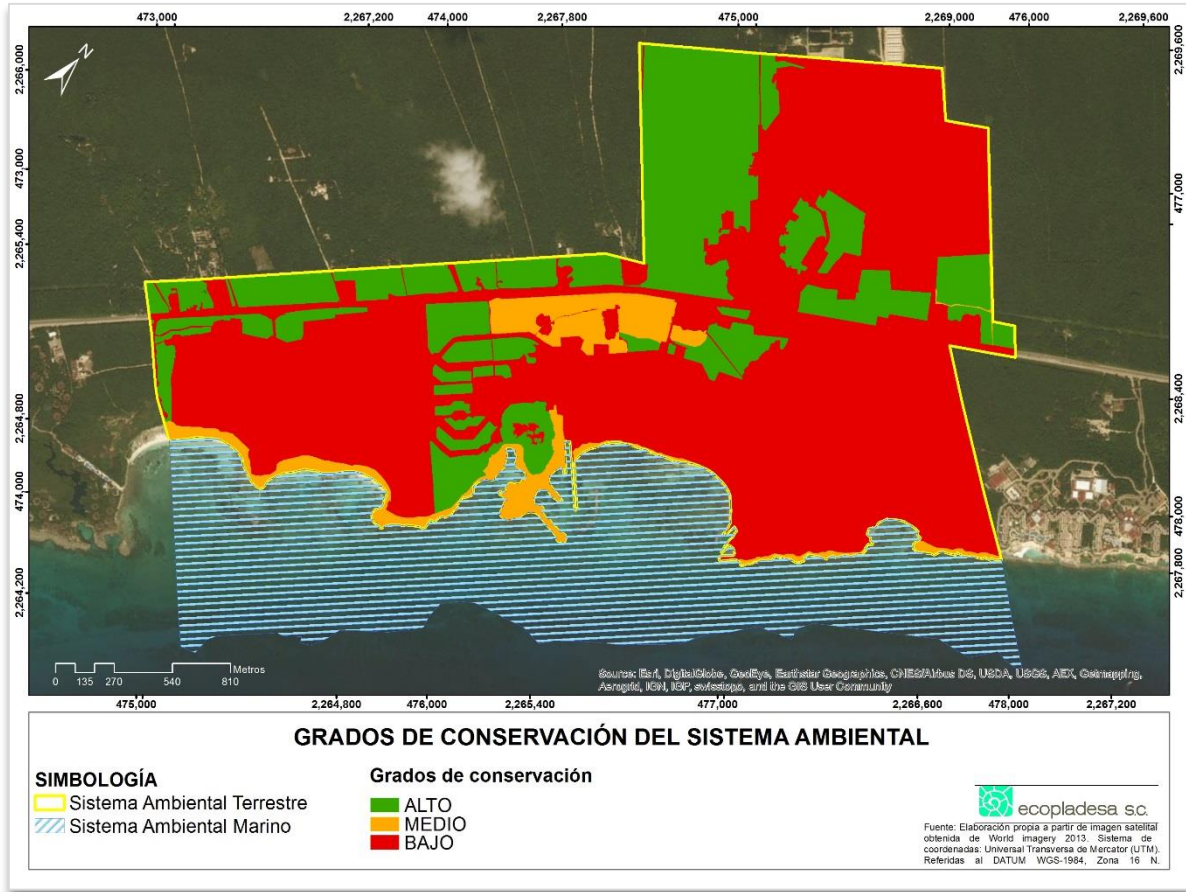 473,000 2,267,200 474,000 2,267,800 475,000 2,269,000 476,000 2,269,600
2,266,000
473,000
2,265,400
2,264,800
474,000
2,264,200
2,269,600
477,000
2,268,400
478,000
2,267,800
Z
Metros
0 135 270 540 810
Source: Esri, DigitalGlobe, GeoEye, Earthstar Geographics, CNES/Airbus DS, USDA, USGS, AEX, Getmapping,
Aerogrid, IGN, IGP, swisstopo, and the GIS User Community
475,000 2,264,800 476,000 2,265,400 477,000 2,266,600 478,000 2,267,200
GRADOS DE CONSERVACIÓN DEL SISTEMA AMBIENTAL
SIMBOLOGÍA
Sistema Ambiental Terrestre
Sistema Ambiental Marino
Grados de conservación
ALTO
MEDIO
BAJO
ecopladesa s.c.
Fuente: Elaboración propia a partir de imagen satelital
obtenida de World imagery 2013. Sistema de
coordenadas: Universal Transversa de Mercator (UTM).
Referidas al DATUM WGS-1984, Zona 16 N.